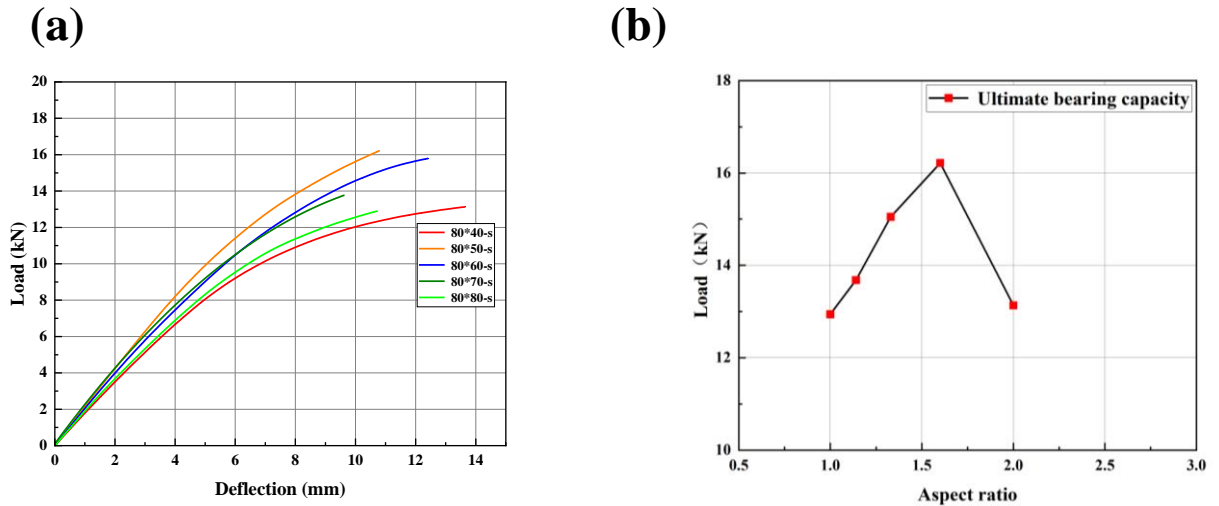 (a)
(b)
20
18
16
14
12
10
8
6
4
2
0
0 2 4 6 8 10 12 14
Load (kN)
Deflection (mm)
80*40-s
80*50-s
80*60-s
80*70-s
80*80-s
18
16
14
12
10
0.5 1.0 1.5 2.0 2.5 3.0
Load（kN）
Aspect ratio
Ultimate bearing capacity